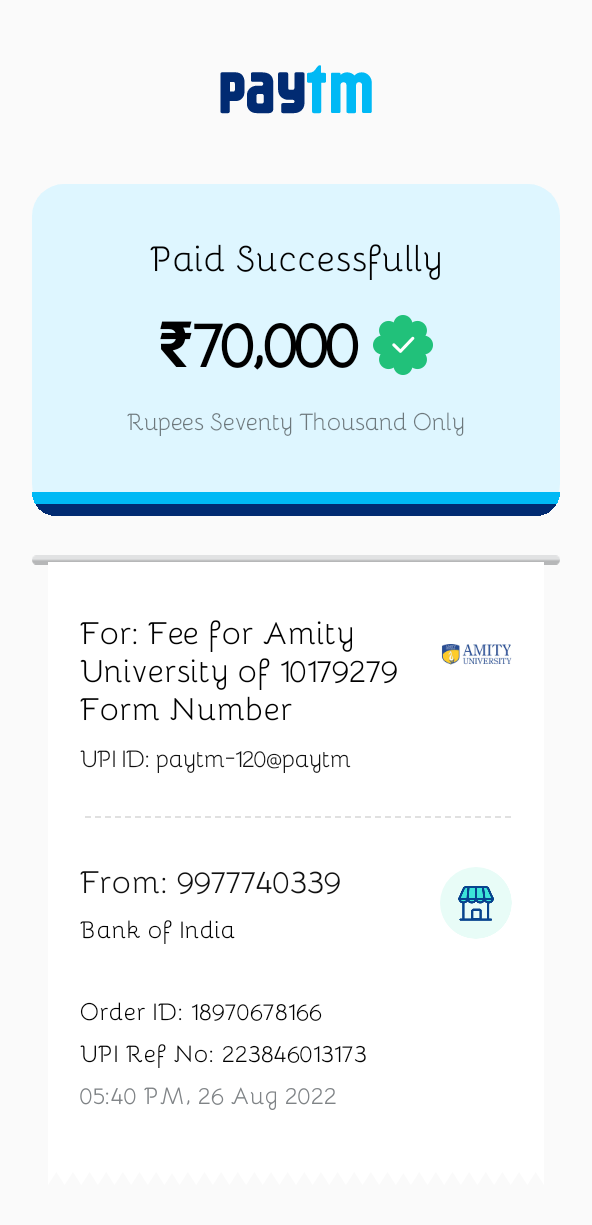 paytm
Paid Successfully
₹70,000
Rupees Seventy Thousand Only
For: Fee for Amity
University of 10179279
Form Number
AMITY
UNIVERSITY
UPI ID: paytm-120@paytm
From: 9977740339
Bank of India
Order ID: 18970678166
UPI Ref No: 223846013173
05:40 PM, 26 Aug 2022